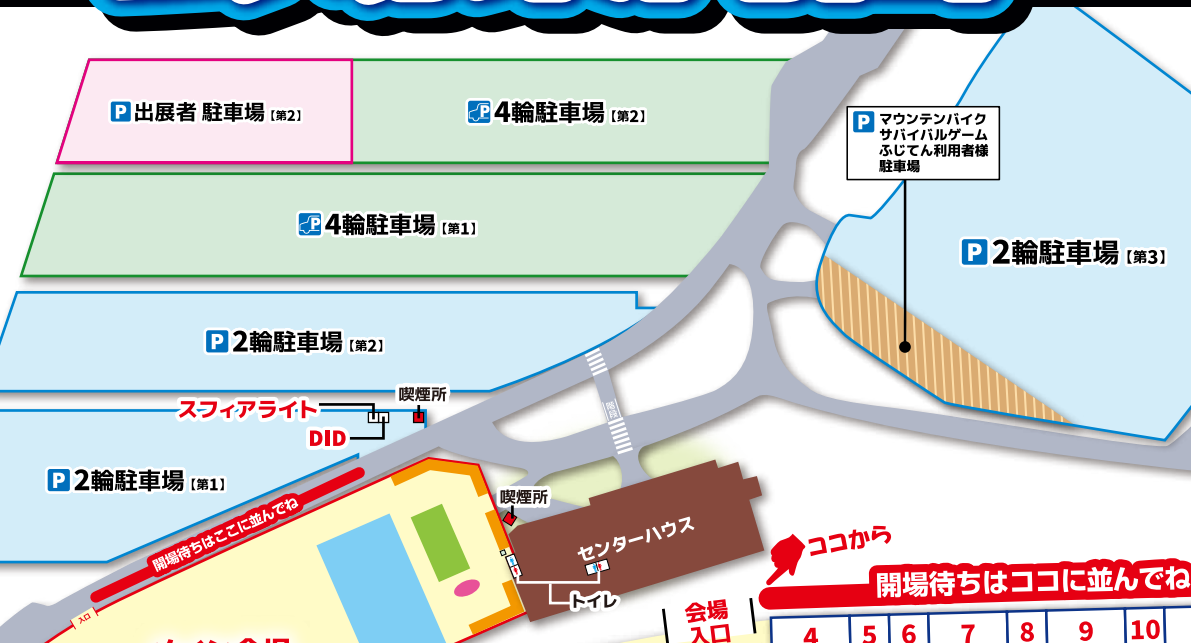 P 出展者 駐車場【第2】
P 4輪駐車場【第2】
P マウンテンバイク
サバイバルゲーム
ふじてん利用者様
駐車場
P 4輪駐車場【第1】
P 2輪駐車場【第3】
P 2輪駐車場【第2】
喫煙所
スフィアライト
DID
階段
P 2輪駐車場【第1】
開場待ちはここに並んでね
喫煙所
センターハウス
トイレ
入口
ココから
開場待ちはココに並んでね
会場
入口
4 5 6 7 8 9 10